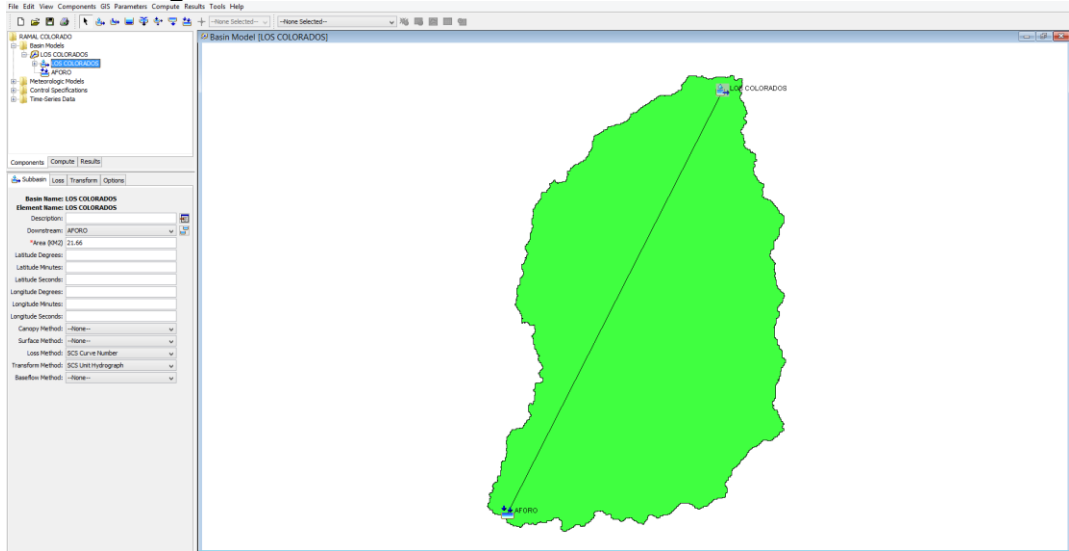 File Edit View Components GIS Parameters Compute Results Tools Help
--None Selected-- --None Selected--
RAMAL COLORADO
Basin Models
LOS COLORADOS
LOS COLORADOS
AFORO
Meteorologic Models
Control Specifications
Time-Series Data
Components Compute Results
Subbasin Loss Transform Options
Basin Name: LOS COLORADOS
Element Name: LOS COLORADOS
Description:
Downstream: AFORO
*Area (KM2) 21.66
Latitude Degrees:
Latitude Minutes:
Latitude Seconds:
Longitude Degrees:
Longitude Minutes:
Longitude Seconds:
Canopy Method: --None--
Surface Method: --None--
Loss Method: SCS Curve Number
Transform Method: SCS Unit Hydrograph
Baseflow Method: --None--
Basin Model [LOS COLORADOS]
LOS COLORADOS
AFORO